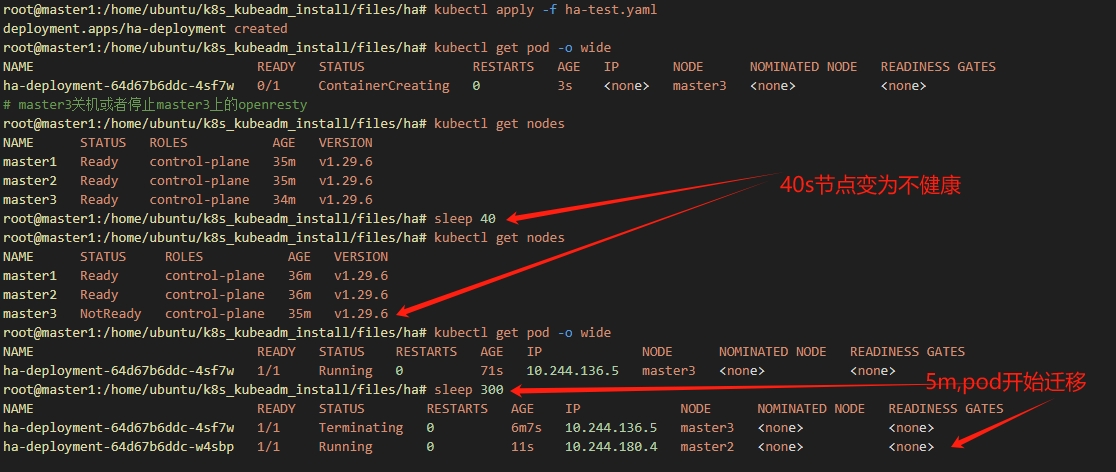 root@master1:/home/ubuntu/k8s_kubeadm_install/files/ha# kubectl apply -f ha-test.yaml
deployment.apps/ha-deployment created
root@master1:/home/ubuntu/k8s_kubeadm_install/files/ha# kubectl get pod -o wide
NAME READY STATUS RESTARTS AGE IP NODE NOMINATED NODE READINESS GATES
ha-deployment-64d67b6ddc-4sf7w 0/1 ContainerCreating 0 3s <none> master3 <none> <none>
# master3关机或者停止master3上的openresty
root@master1:/home/ubuntu/k8s_kubeadm_install/files/ha# kubectl get nodes
NAME STATUS ROLES AGE VERSION
master1 Ready control-plane 35m v1.29.6
master2 Ready control-plane 35m v1.29.6
master3 Ready control-plane 34m v1.29.6
40s节点变为不健康
root@master1:/home/ubuntu/k8s_kubeadm_install/files/ha# sleep 40
root@master1:/home/ubuntu/k8s_kubeadm_install/files/ha# kubectl get nodes
NAME STATUS ROLES AGE VERSION
master1 Ready control-plane 36m v1.29.6
master2 Ready control-plane 36m v1.29.6
master3 NotReady control-plane 35m v1.29.6
root@master1:/home/ubuntu/k8s_kubeadm_install/files/ha# kubectl get pod -o wide
NAME READY STATUS RESTARTS AGE IP NODE NOMINATED NODE READINESS GATES
ha-deployment-64d67b6ddc-4sf7w 1/1 Running 0 71s 10.244.136.5 master3 <none> <none>
root@master1:/home/ubuntu/k8s_kubeadm_install/files/ha# sleep 300
5m,pod开始迁移
NAME READY STATUS RESTARTS AGE IP NODE NOMINATED NODE READINESS GATES
ha-deployment-64d67b6ddc-4sf7w 1/1 Terminating 0 6m7s 10.244.136.5 master3 <none> <none>
ha-deployment-64d67b6ddc-w4sbp 1/1 Running 0 11s 10.244.180.4 master2 <none> <none>